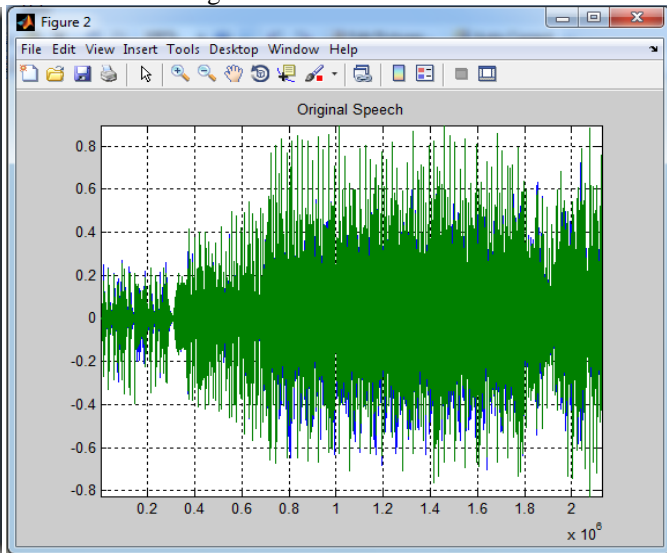 Figure 2
File Edit View Insert Tools Desktop Window Help
Original Speech
0.8
0.6
0.4
0.2
0
-0.2
-0.4
-0.6
-0.8
0.2 0.4 0.6 0.8 1 1.2 1.4 1.6 1.8 2
x 10^6